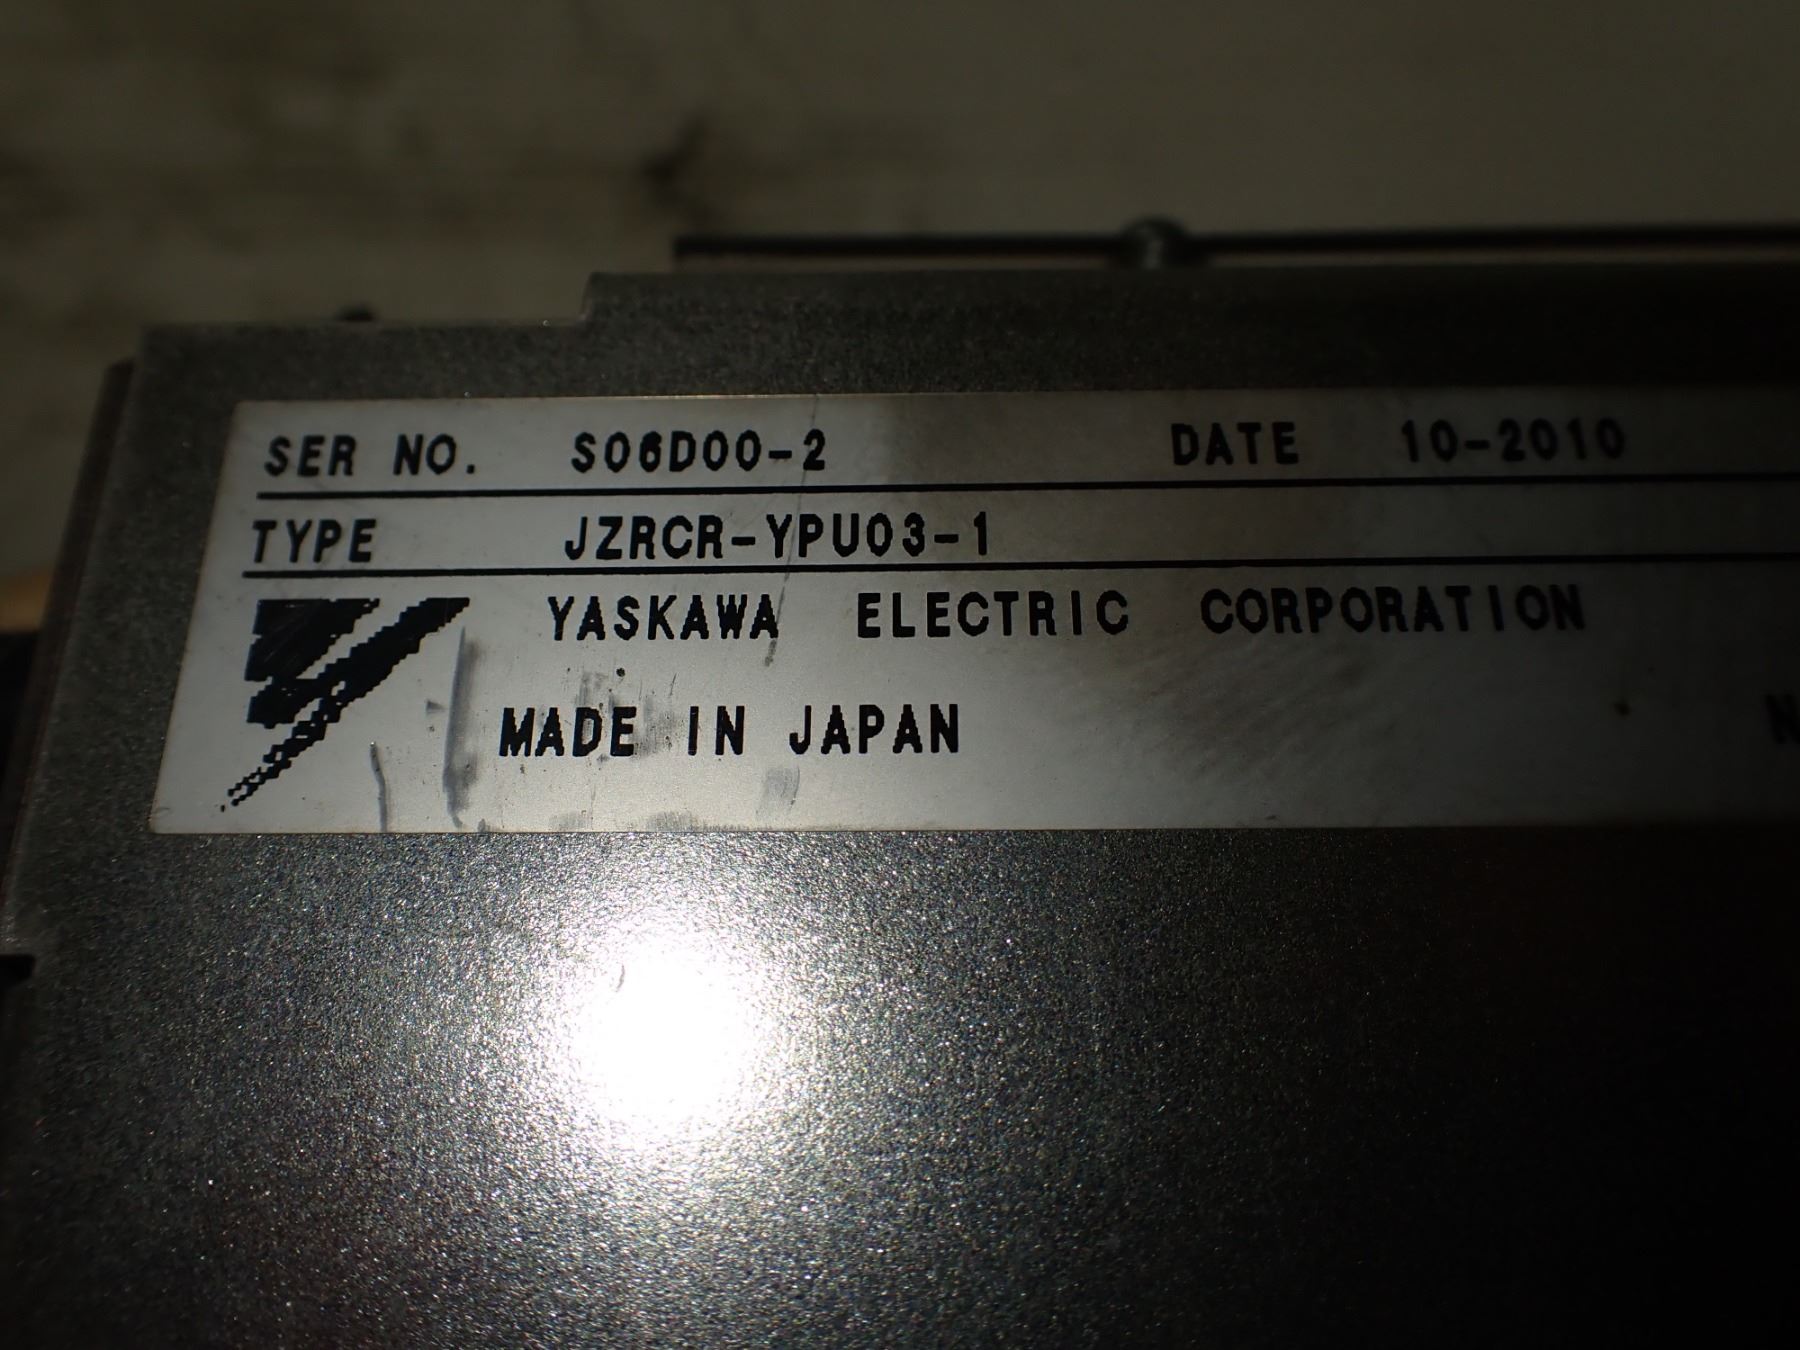 SER NO. S06D00-2 DATE 10-2010
TYPE JZRCR-YPU03-1
YASKAWA ELECTRIC CORPORATION
MADE IN JAPAN